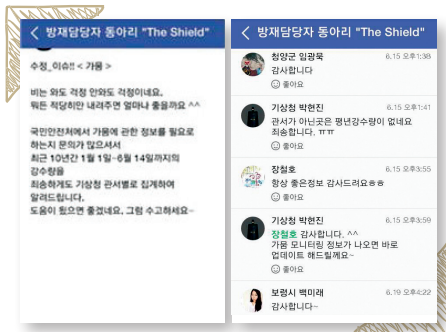 방재담당자 동아리 "The Shield"
수정_이슈!! < 가뭄 >
비는 와도 걱정 안와도 걱정이네요.
뭐든 적당히만 내려주면 얼마나 좋을까요 ^^
국민안전처에서 가뭄에 관한 정보를 필요로
하는지 문의가 많으셔서
최근 10년간 1월 1일~6월 14일까지의
강수량을
죄송하게도 기상청 관서별로 집계하여
알려드립니다.
도움이 됬으면 좋겠네요, 그럼 수고하세요~
방재담당자 동아리 "The Shield"
청양군 임광묵 6.15 오후1:38
감사합니다
좋아요
기상청 박현진 6.15 오후1:41
관서가 아닌곳은 평년강수량이 없네요
죄송합니다. ㅠㅠ
좋아요
장철호 6.15 오후3:55
항상 좋은정보 감사드려요ㅎㅎ
좋아요
기상청 박현진 6.15 오후3:59
장철호 감사합니다. ^^
가뭄 모니터링 정보가 나오면 바로
업데이트 해드릴께요~
좋아요
보령시 백미래 6.19 오후4:22
감사합니다~